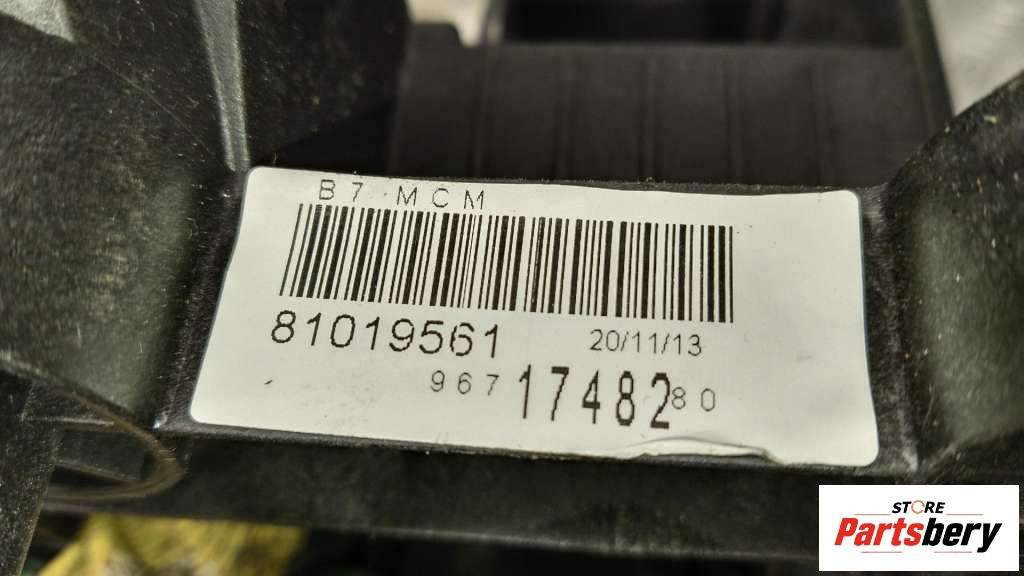 B7 MCM
81019561 20/11/13
967 17482 80
STORE
Partsbery